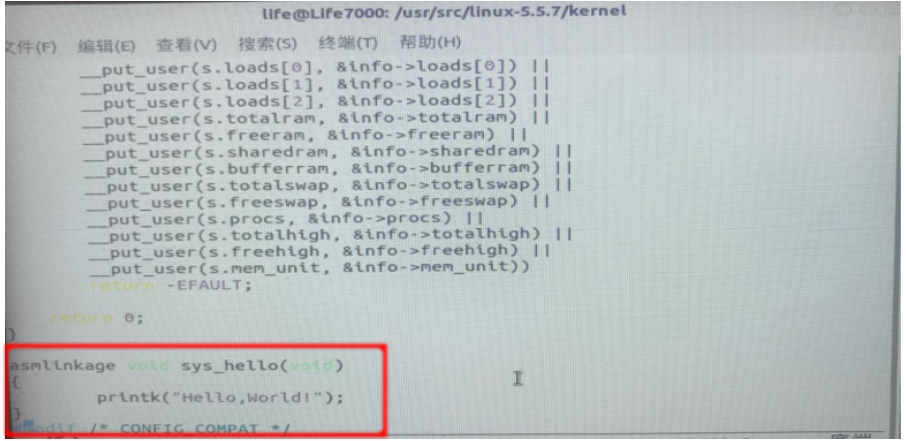 life@Life7000: /usr/src/linux-5.5.7/kernel
文件(F) 编辑(E) 查看(V) 搜索(S) 终端(T) 帮助(H)
__put_user(s.loads[0], &info->loads[0]) ||
__put_user(s.loads[1], &info->loads[1]) ||
__put_user(s.loads[2], &info->loads[2]) ||
__put_user(s.totalram, &info->totalram) ||
__put_user(s.freeram, &info->freeram) ||
__put_user(s.sharedram, &info->sharedram) ||
__put_user(s.bufferram, &info->bufferram) ||
__put_user(s.totalswap, &info->totalswap) ||
__put_user(s.freeswap, &info->freeswap) ||
__put_user(s.procs, &info->procs) ||
__put_user(s.totalhigh, &info->totalhigh) ||
__put_user(s.freehigh, &info->freehigh) ||
__put_user(s.mem_unit, &info->mem_unit))
return -EFAULT;
return 0;
}
asmlinkage void sys_hello(void)
{
printk("Hello,World!");
}
#endif /* CONFIG_COMPAT */